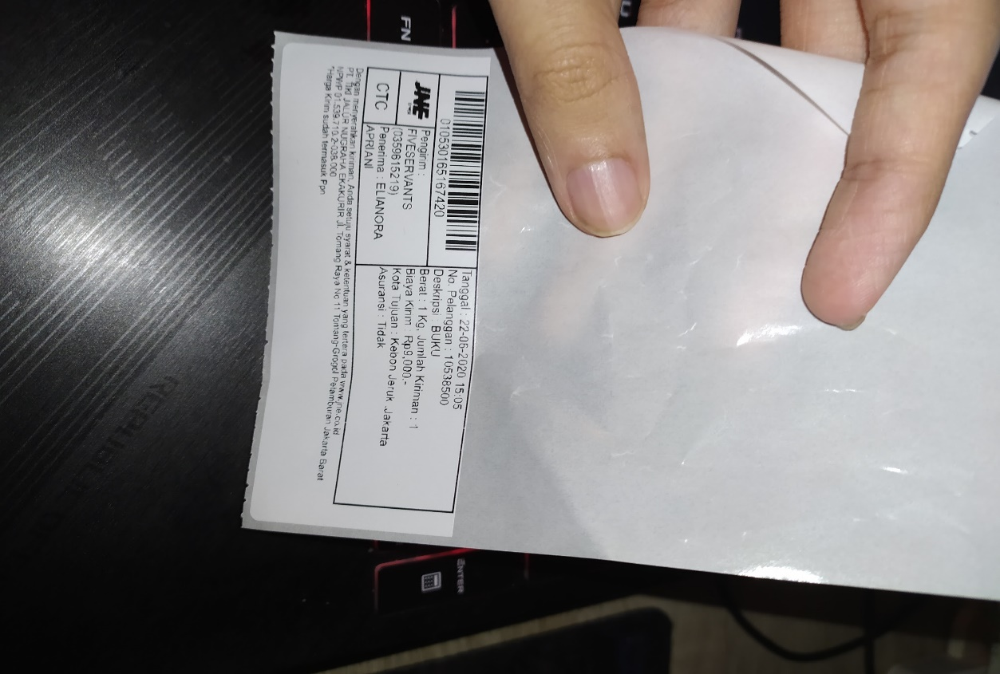 010530165167420
JNE
CTC
Pengirim :
FIVESERVANTS
(0359615219)
Penerima : ELIANORA
APRIANI
Tanggal : 22-06-2020 15:05
No. Pelanggan : 10538500
Deskripsi : BUKU
Berat : 1 Kg, Jumlah Kiriman : 1
Biaya Kirim : Rp9,000,-
Kota Tujuan : Kebon Jeruk ,Jakarta
Asuransi : Tidak
Dengan menyerahkan kiriman, Anda setuju syarat & ketentuan yang tertera pada www.jne.co.id
PT. TIKI JALUR NUGRAHA EKAKURIR Jl. Tomang Raya No 11 Tomang-Grogol Petamburan Jakarta Barat
NPWP 01.539.710.2-038.000
*Harga Kirim sudah termasuk Ppn
FN
U
ENTER
REPUBLIC OF